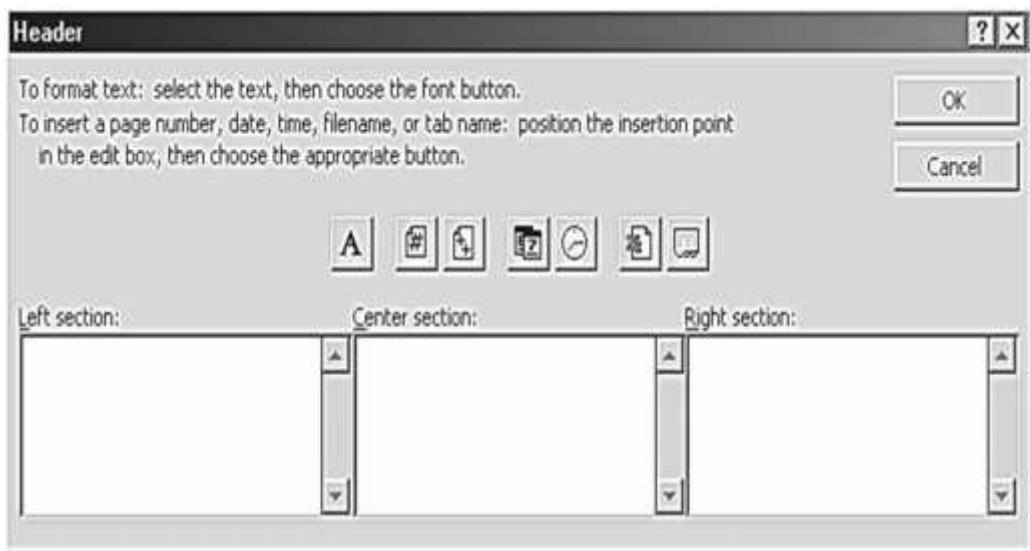 Header
To format text: select the text, then choose the font button.
To insert a page number, date, time, filename, or tab name: position the insertion point
in the edit box, then choose the appropriate button.
OK
Cancel
A
#
Left section:
Center section:
Right section: